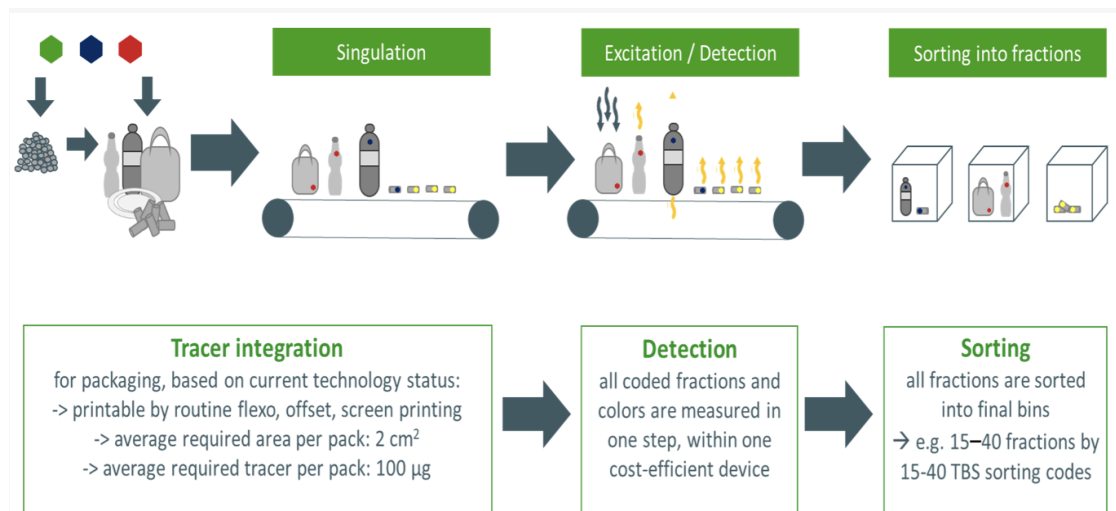 Singulation
Excitation / Detection
Sorting into fractions
Tracer integration
for packaging, based on current technology status:
-> printable by routine flexo, offset, screen printing
-> average required area per pack: 2 cm²
-> average required tracer per pack: 100 µg
Detection
all coded fractions and
colors are measured in
one step, within one
cost-efficient device
Sorting
all fractions are sorted
into final bins
→ e.g. 15–40 fractions by
15-40 TBS sorting codes